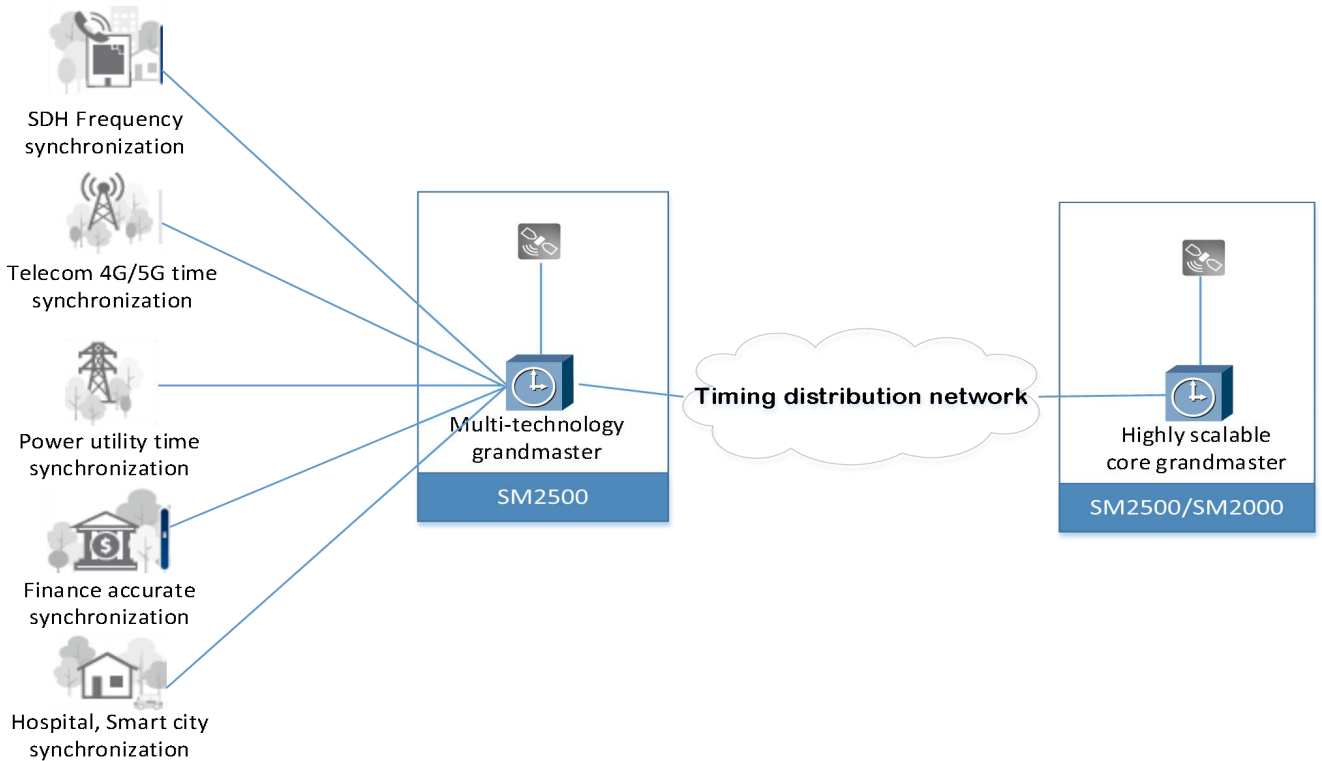 SDH Frequency
synchronization
Telecom 4G/5G time
synchronization
Power utility time
synchronization
Finance accurate
synchronization
Hospital, Smart city
synchronization
Multi-technology
grandmaster
SM2500
Timing distribution network
Highly scalable
core grandmaster
SM2500/SM2000